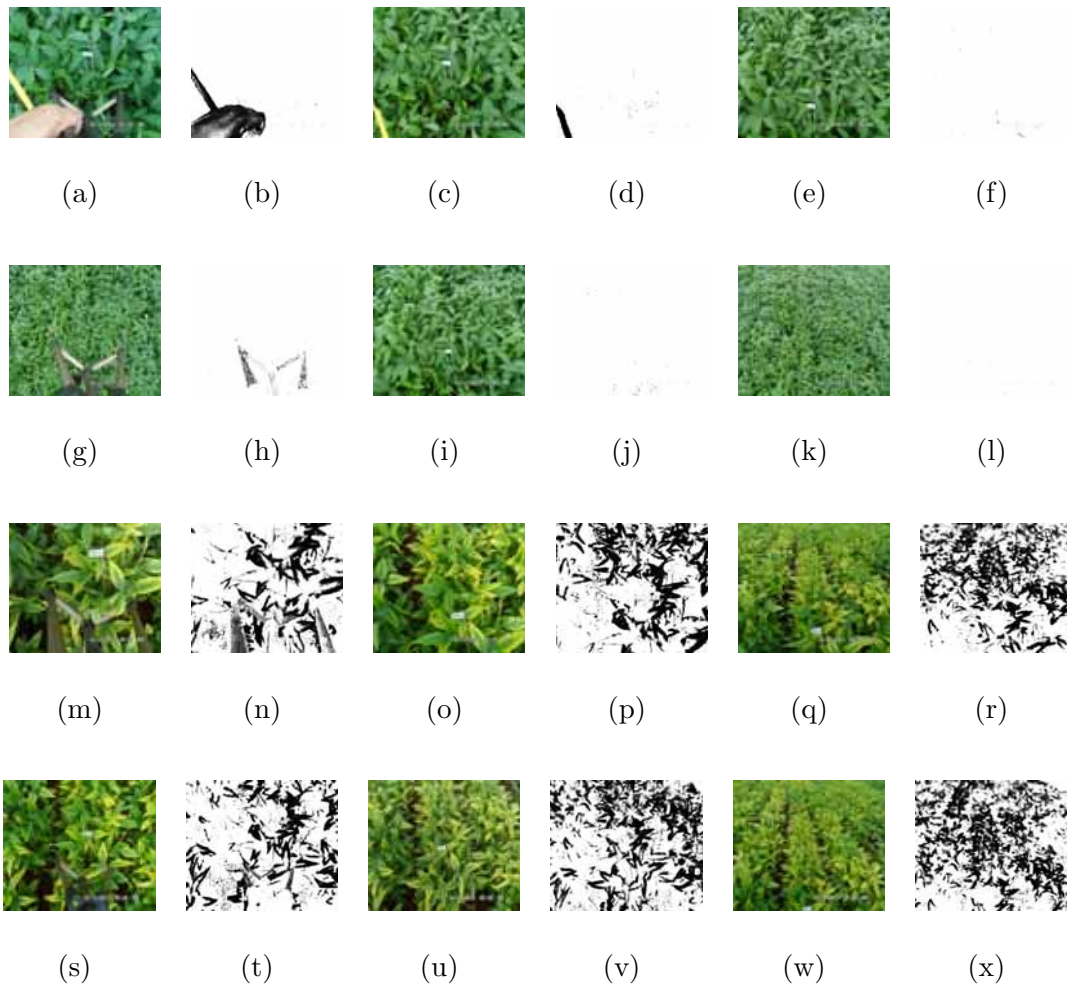 (a) (b) (c) (d) (e) (f)
(g) (h) (i) (j) (k) (l)
(m) (n) (o) (p) (q) (r)
(s) (t) (u) (v) (w) (x)